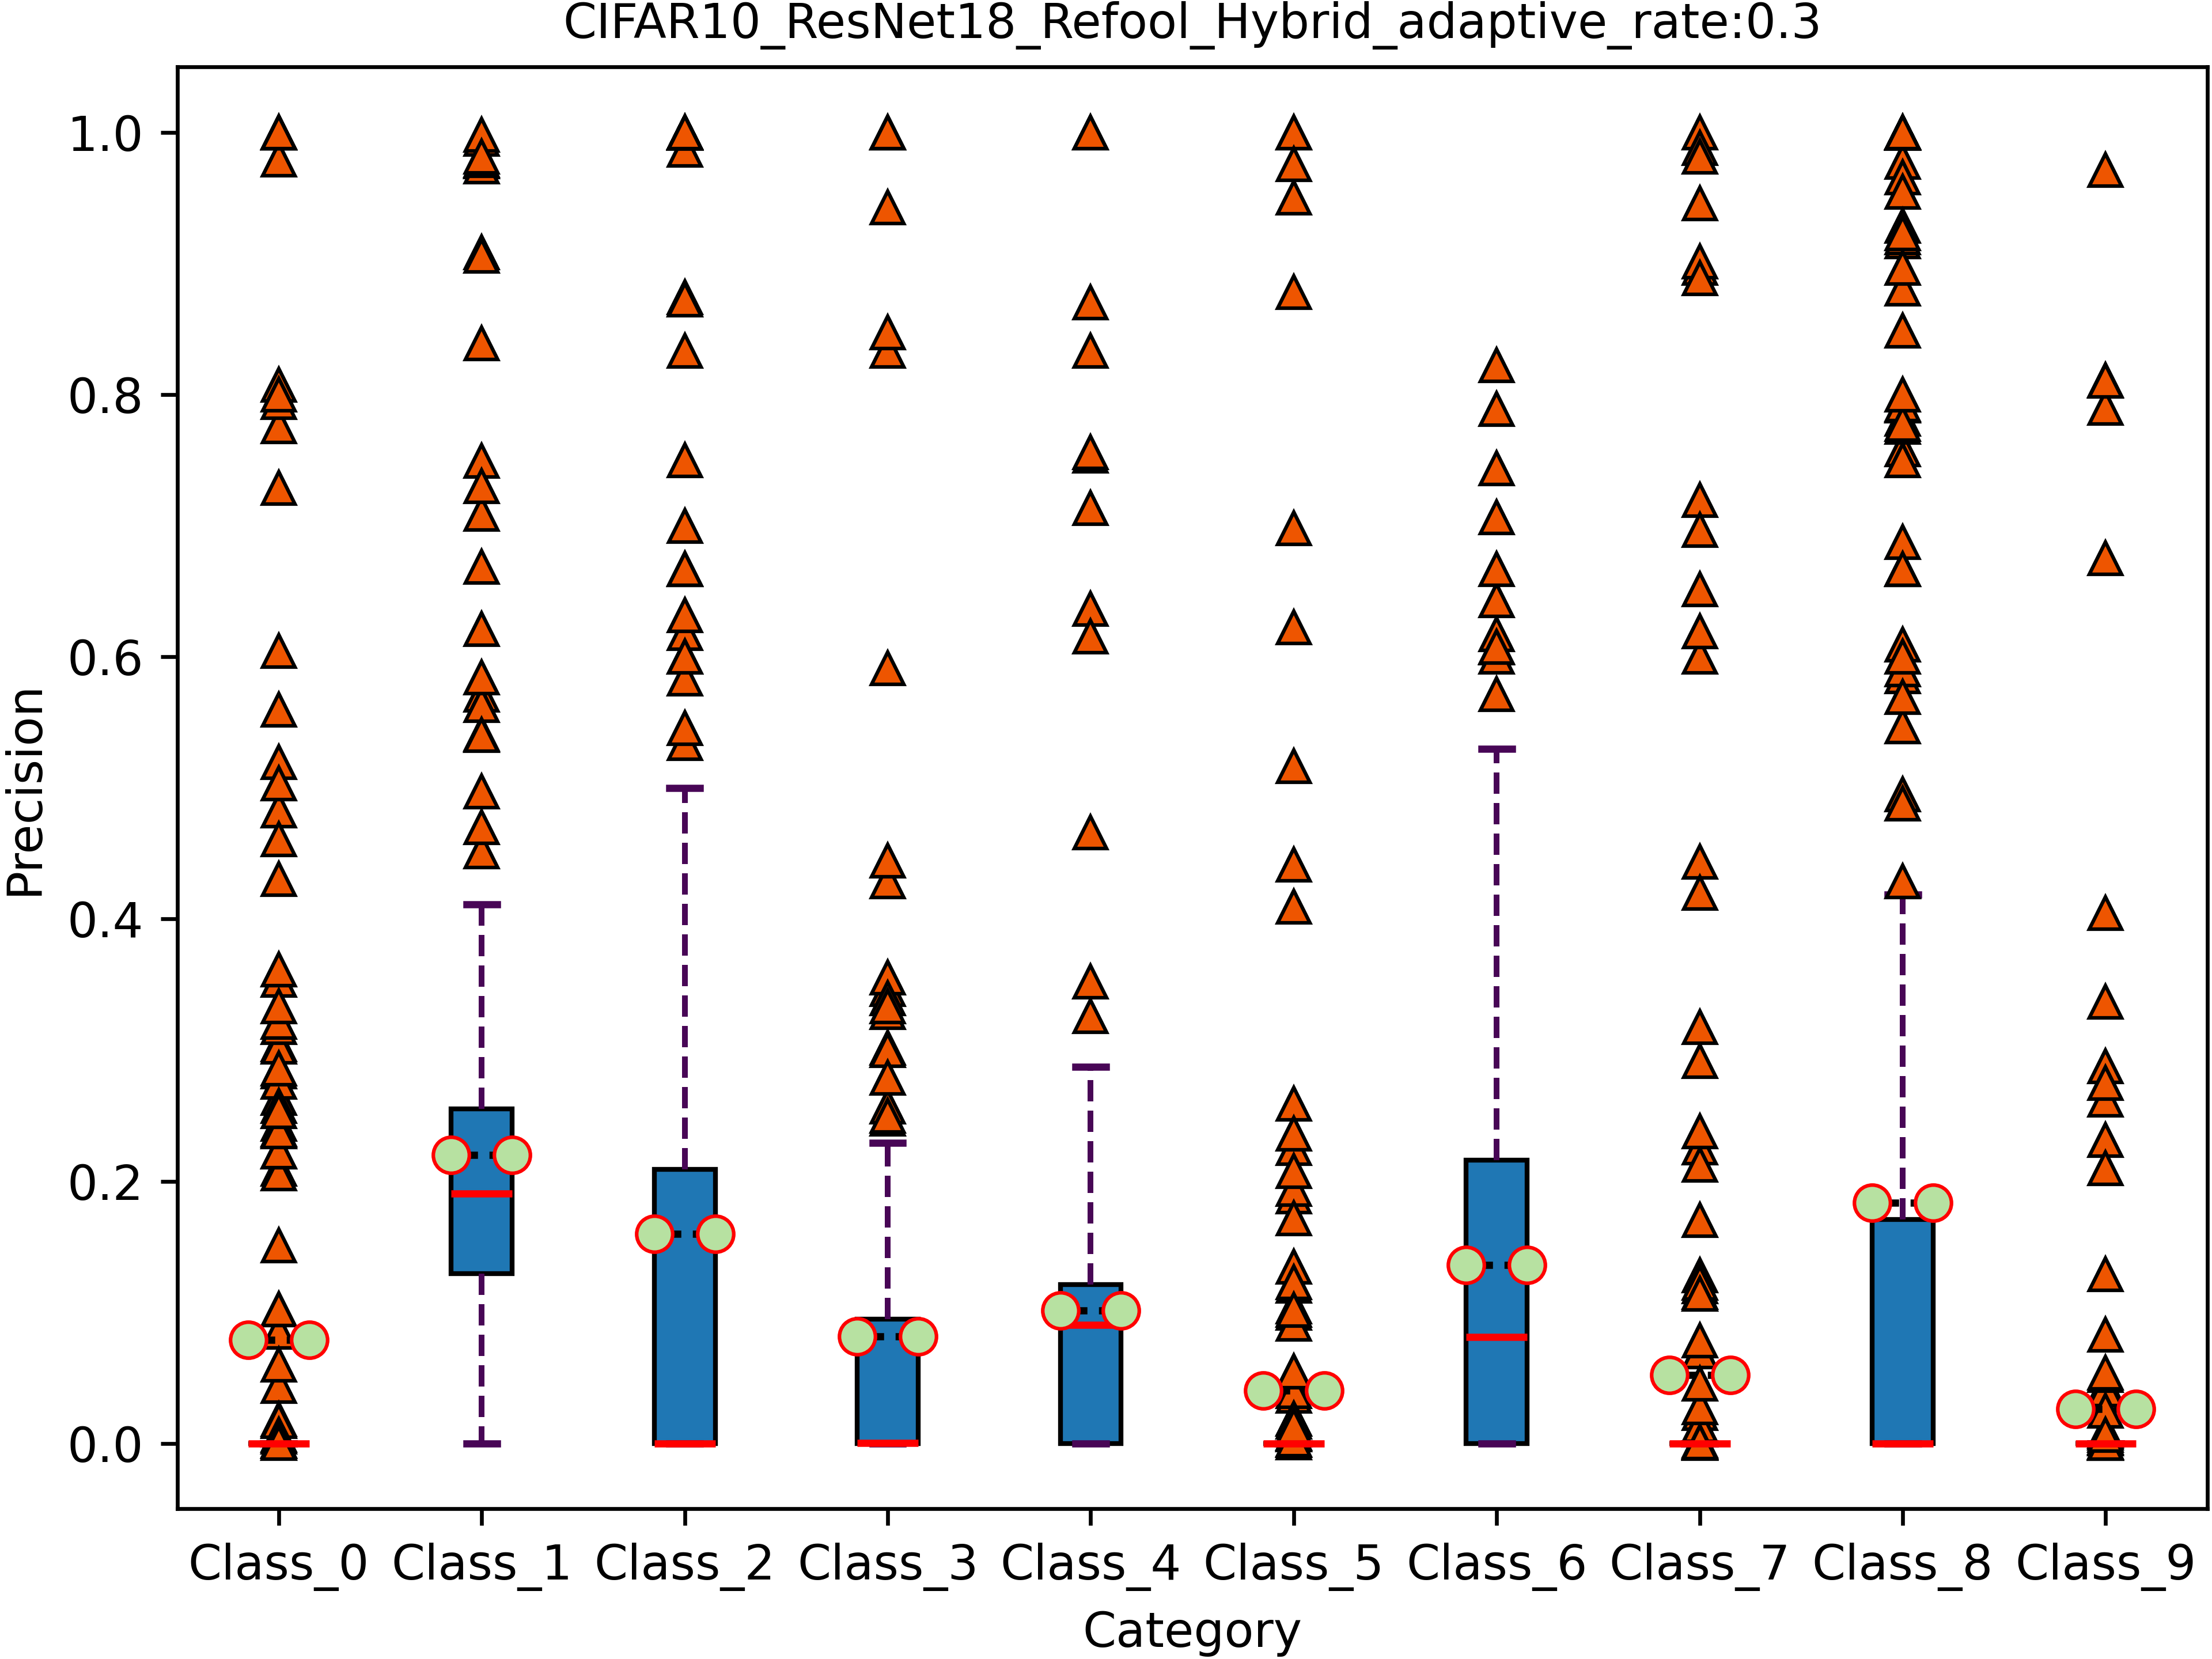 CIFAR10_ResNet18_Refool_Hybrid_adaptive_rate:0.3
1.0
0.8
0.6
0.4
0.2
0.0
Precision
Class_0 Class_1 Class_2 Class_3 Class_4 Class_5 Class_6 Class_7 Class_8 Class_9
Category